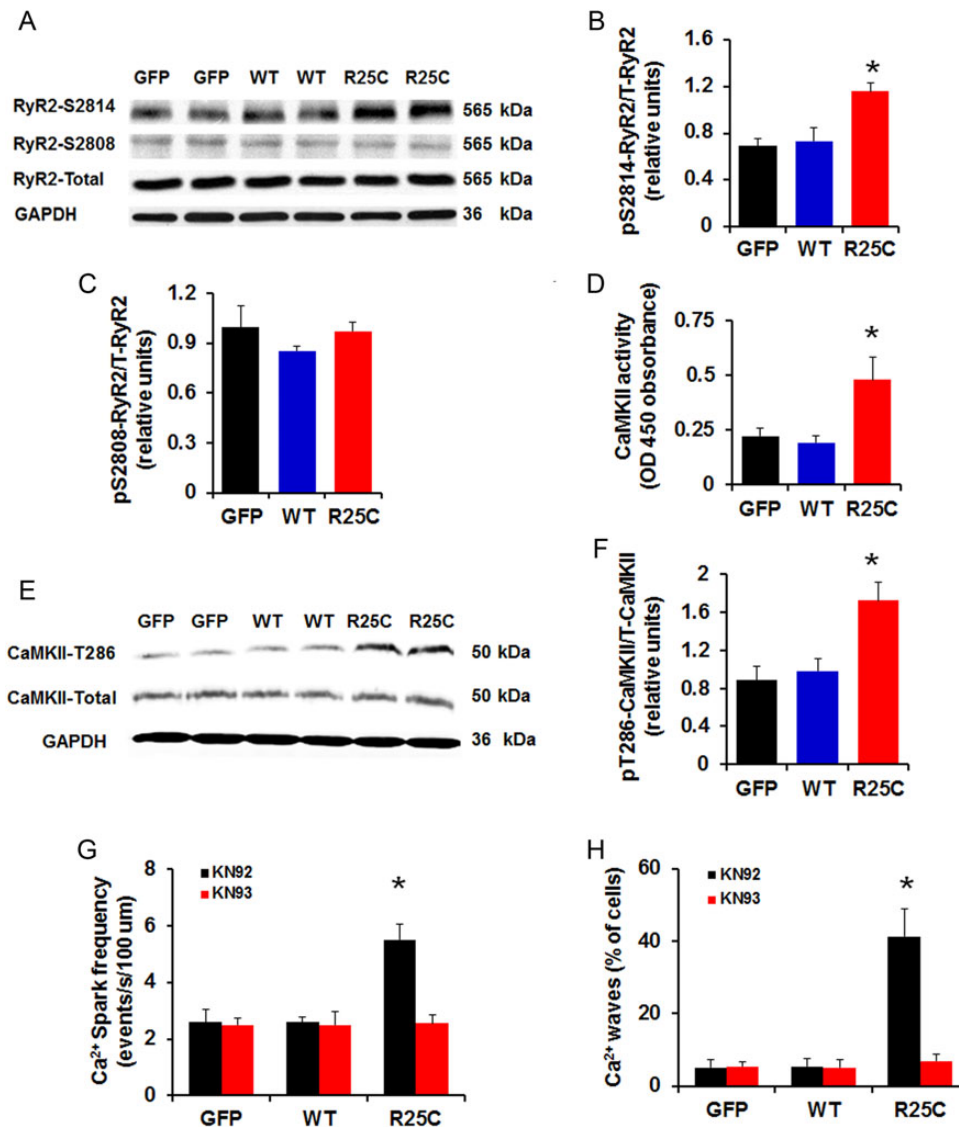 A
GFP GFP WT WT R25C R25C
RyR2-S2814 565 kDa
RyR2-S2808 565 kDa
RyR2-Total 565 kDa
GAPDH 36 kDa
B
pS2814-RyR2/T-RyR2
(relative units)
1.8
1.2
0.6
0
*
GFP WT R25C
C
pS2808-RyR2/T-RyR2
(relative units)
1.2
0.9
0.6
0.3
0
GFP WT R25C
D
CaMKII activity
(OD 450 absorbance)
0.75
0.5
0.25
0
*
GFP WT R25C
E
GFP GFP WT WT R25C R25C
CaMKII-T286 50 kDa
CaMKII-Total 50 kDa
GAPDH 36 kDa
F
pT286-CaMKII/T-CaMKII
(relative units)
2
1.6
1.2
0.8
0.4
0
*
GFP WT R25C
G
Ca²⁺ Spark frequency
(events/s/100 um)
8
6
4
2
0
KN92
KN93
*
GFP WT R25C
H
Ca²⁺ waves (% of cells)
60
40
20
0
KN92
KN93
*
GFP WT R25C